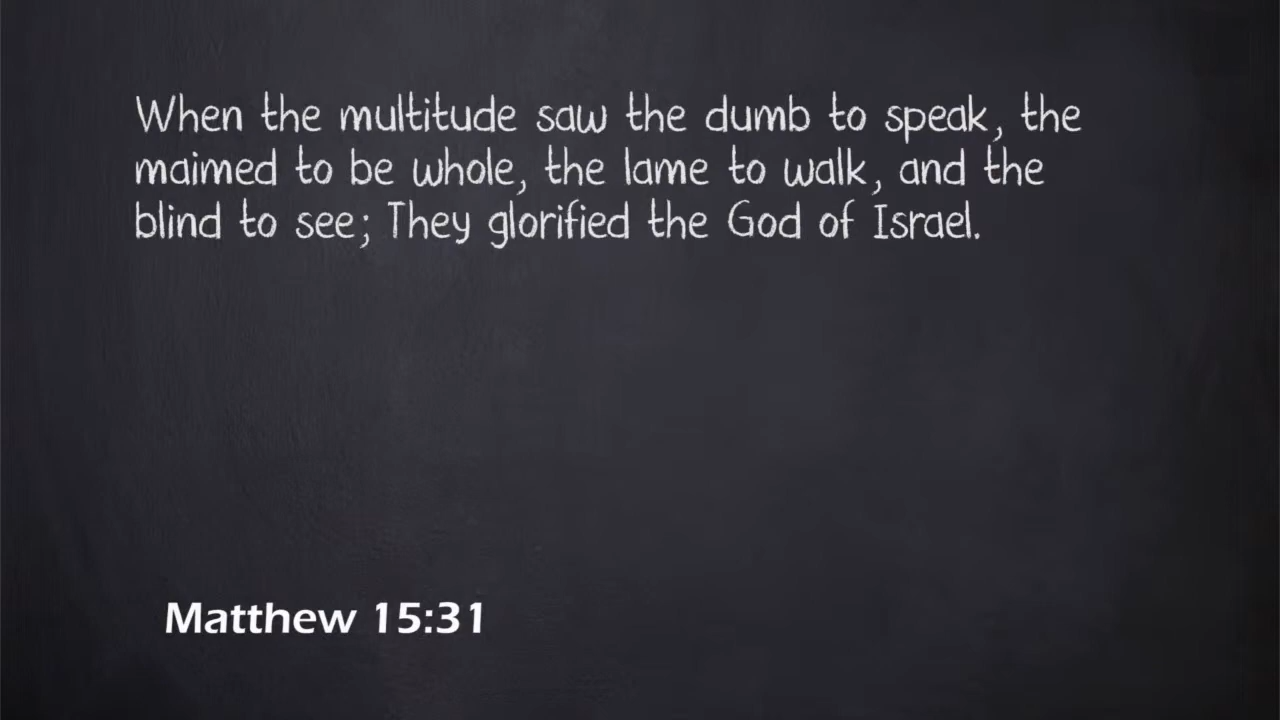 When the multitude saw the dumb to speak, the
maimed to be whole, the lame to walk, and the
blind to see; They glorified the God of Israel.
Matthew 15:31